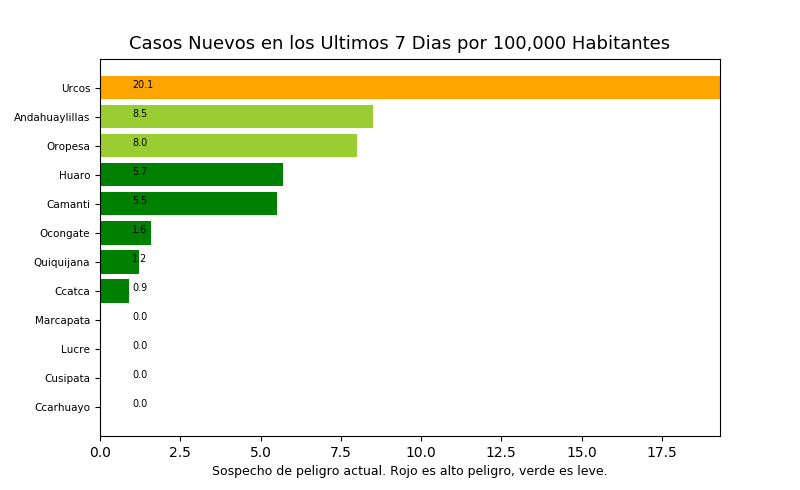 Casos Nuevos en los Ultimos 7 Dias por 100,000 Habitantes
Urcos 20.1
Andahuaylillas 8.5
Oropesa 8.0
Huaro 5.7
Camanti 5.5
Ocongate 1.6
Quiquijana 1.2
Ccatca 0.9
Marcapata 0.0
Lucre 0.0
Cusipata 0.0
Ccarhuayo 0.0
0.0 2.5 5.0 7.5 10.0 12.5 15.0 17.5
Sospecho de peligro actual. Rojo es alto peligro, verde es leve.